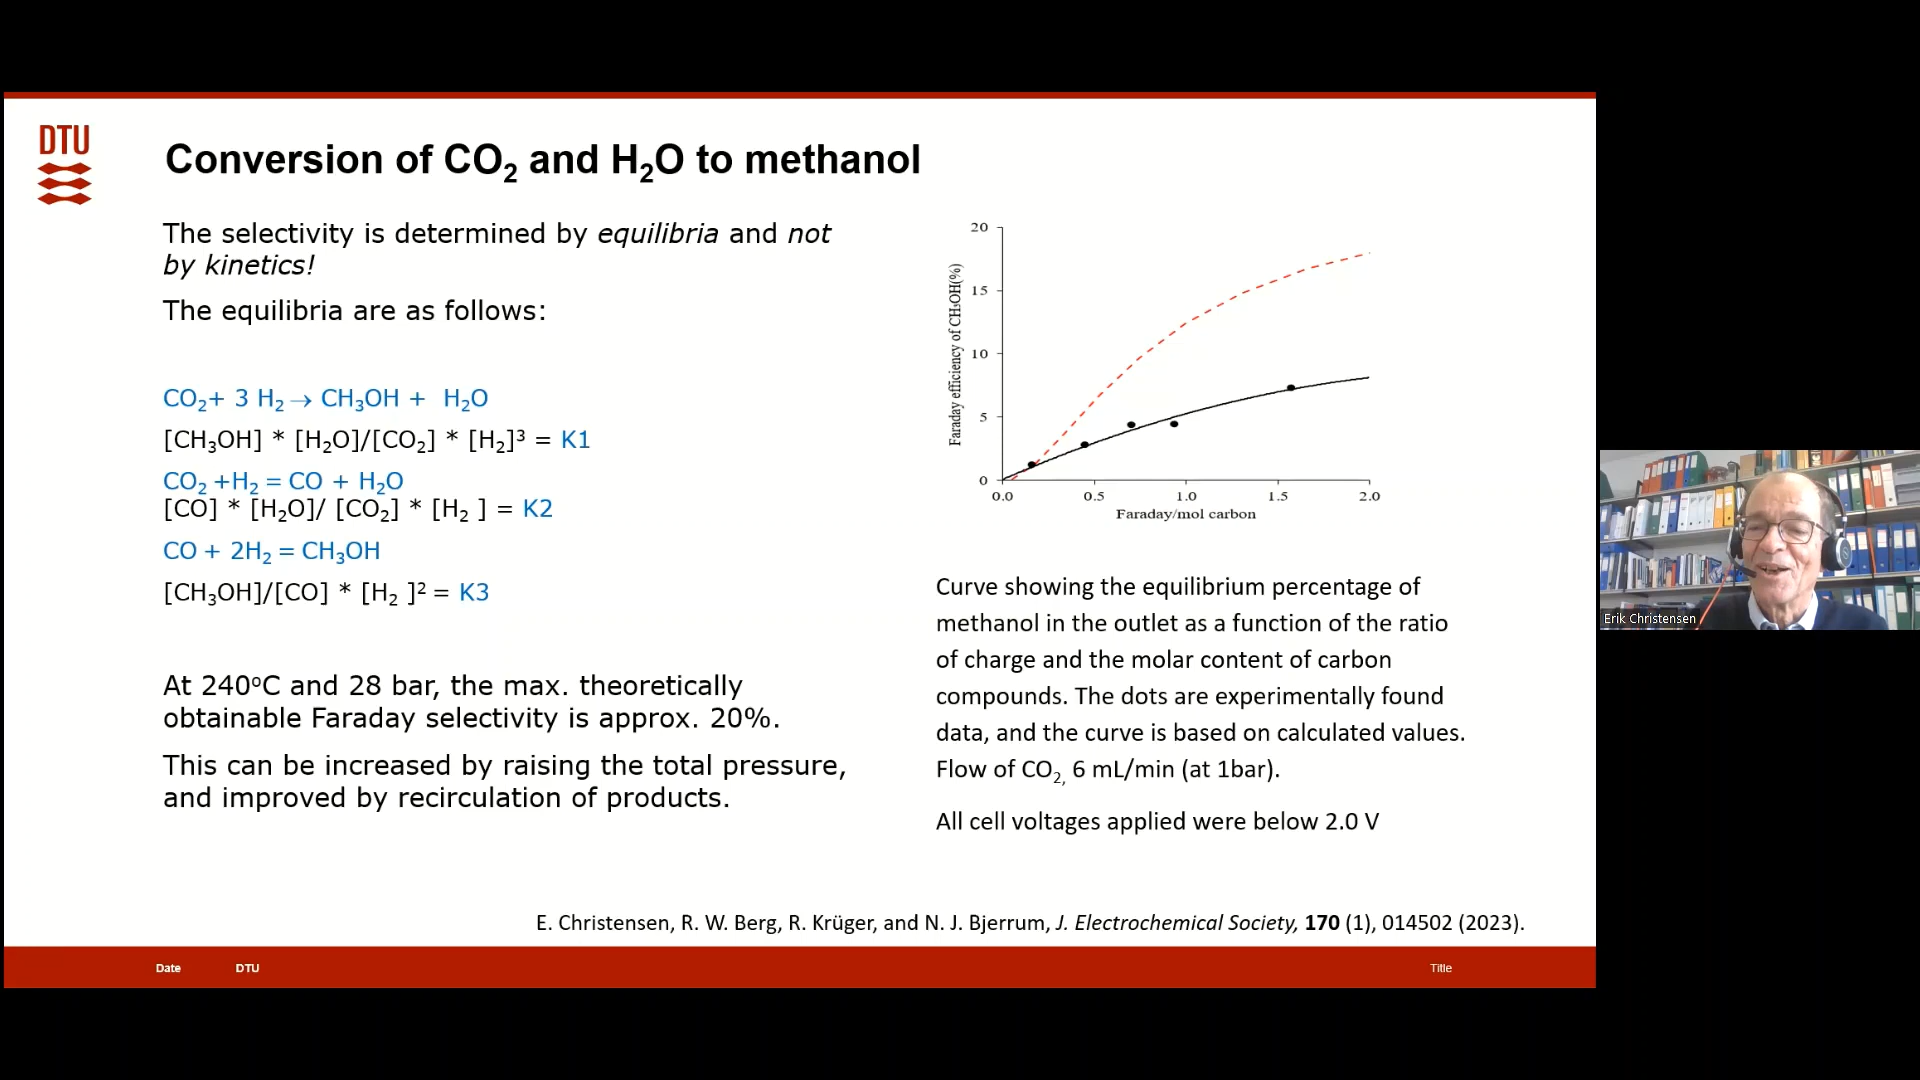 DTU
Conversion of CO₂ and H₂O to methanol
The selectivity is determined by equilibria and not
by kinetics!
The equilibria are as follows:
CO₂+ 3 H₂ → CH₃OH + H₂O
[CH₃OH] * [H₂O]/[CO₂] * [H₂]³ = K1
CO₂ +H₂ = CO + H₂O
[CO] * [H₂O]/ [CO₂] * [H₂ ] = K2
CO + 2H₂ = CH₃OH
[CH₃OH]/[CO] * [H₂ ]² = K3
At 240ºC and 28 bar, the max. theoretically
obtainable Faraday selectivity is approx. 20%.
This can be increased by raising the total pressure,
and improved by recirculation of products.
Faraday efficiency of CH₃OH(%)
20
15
10
5
0
0.0 0.5 1.0 1.5 2.0
Faraday/mol carbon
Curve showing the equilibrium percentage of
methanol in the outlet as a function of the ratio
of charge and the molar content of carbon
compounds. The dots are experimentally found
data, and the curve is based on calculated values.
Flow of CO₂, 6 mL/min (at 1bar).
All cell voltages applied were below 2.0 V
E. Christensen, R. W. Berg, R. Krüger, and N. J. Bjerrum, J. Electrochemical Society, 170 (1), 014502 (2023).
Date DTU Title
Erik Christensen